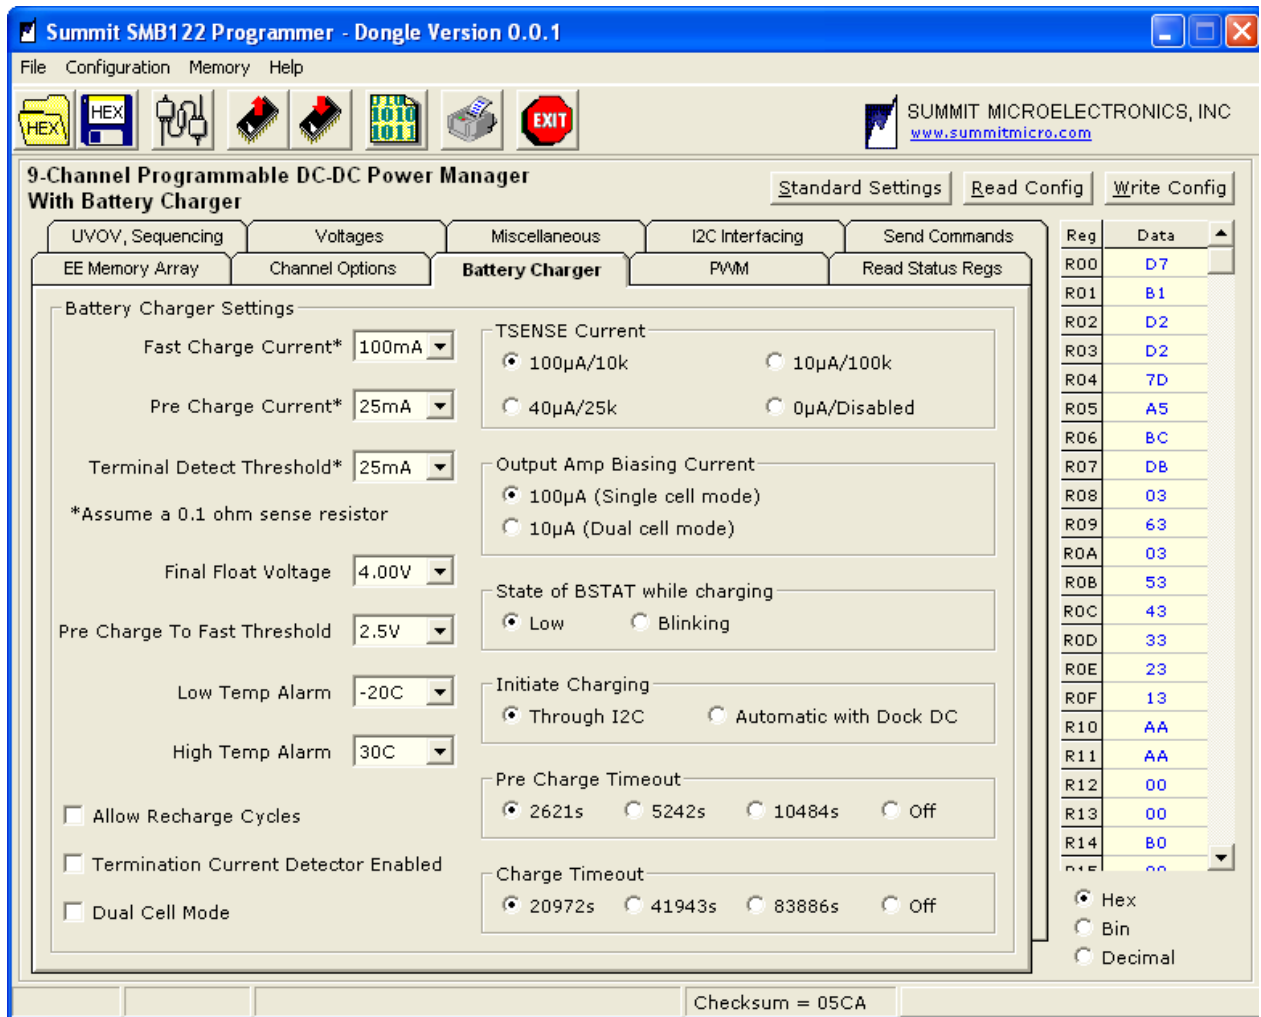 Summit SMB122 Programmer - Dongle Version 0.0.1
File Configuration Memory Help
HEX
HEX
010
1010
1011
EXIT
SUMMIT MICROELECTRONICS, INC
www.summitmicro.com
9-Channel Programmable DC-DC Power Manager
With Battery Charger
Standard Settings Read Config Write Config
UVOV, Sequencing Voltages Miscellaneous I2C Interfacing Send Commands
EE Memory Array Channel Options Battery Charger PWM Read Status Regs
Battery Charger Settings
Fast Charge Current* 100mA
Pre Charge Current* 25mA
Terminal Detect Threshold* 25mA
*Assume a 0.1 ohm sense resistor
Final Float Voltage 4.00V
Pre Charge To Fast Threshold 2.5V
Low Temp Alarm -20C
High Temp Alarm 30C
Allow Recharge Cycles
Termination Current Detector Enabled
Dual Cell Mode
TSENSE Current
100µA/10k 10µA/100k
40µA/25k 0µA/Disabled
Output Amp Biasing Current
100µA (Single cell mode)
10µA (Dual cell mode)
State of BSTAT while charging
Low Blinking
Initiate Charging
Through I2C Automatic with Dock DC
Pre Charge Timeout
2621s 5242s 10484s Off
Charge Timeout
20972s 41943s 83886s Off
Reg Data
R00 D7
R01 B1
R02 D2
R03 D2
R04 7D
R05 A5
R06 BC
R07 DB
R08 03
R09 63
R0A 03
R0B 53
R0C 43
R0D 33
R0E 23
R0F 13
R10 AA
R11 AA
R12 00
R13 00
R14 B0
Hex
Bin
Decimal
Checksum = 05CA